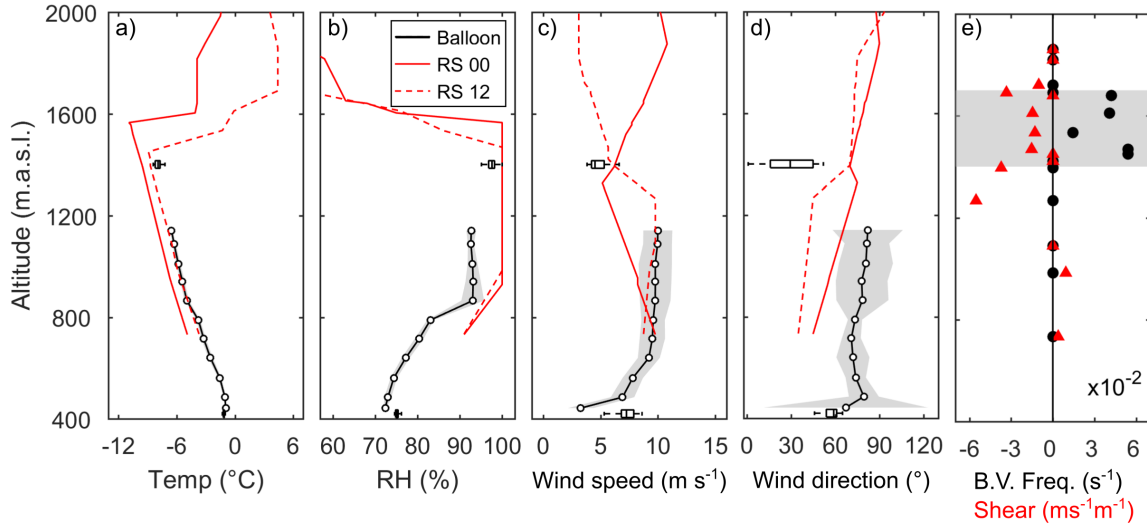 a)
b)
c)
d)
e)
Balloon
RS 00
RS 12
Altitude (m.a.s.l.)
2000
1600
1200
800
400
-12
-6
0
6
60
70
80
90
100
0
5
10
15
0
30
60
90
120
-6
-3
0
3
6
x10⁻²
Temp (°C)
RH (%)
Wind speed (m s⁻¹)
Wind direction (°)
B.V. Freq. (s⁻¹)
Shear (ms⁻¹m⁻¹)